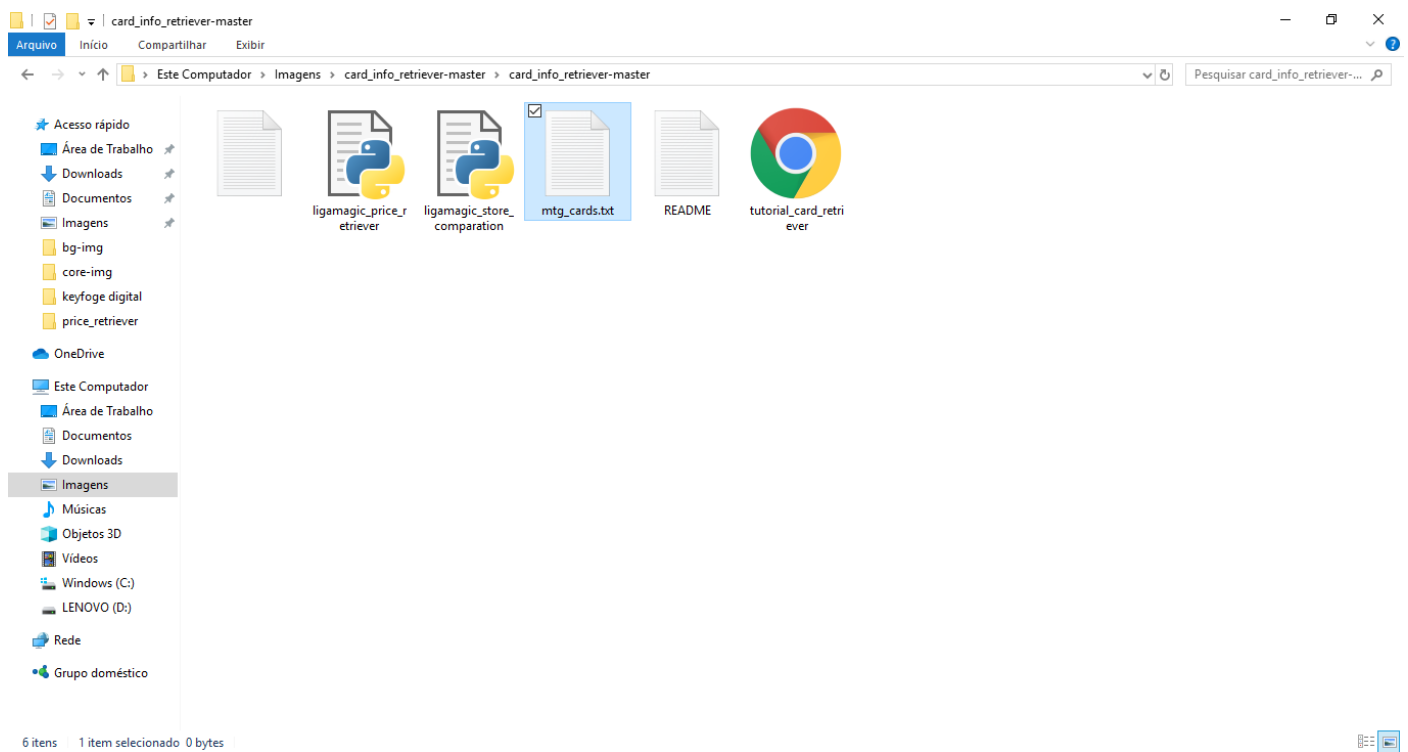 card_info_retriever-master
Arquivo Início Compartilhar Exibir
Este Computador > Imagens > card_info_retriever-master > card_info_retriever-master
Pesquisar card_info_retriever-...
Acesso rápido
Área de Trabalho
Downloads
Documentos
Imagens
bg-img
core-img
keyfoge digital
price_retriever
OneDrive
Este Computador
Área de Trabalho
Documentos
Downloads
Imagens
Músicas
Objetos 3D
Vídeos
Windows (C:)
LENOVO (D:)
Rede
Grupo doméstico
ligamagic_price_r
etriever
ligamagic_store_
comparation
mtg_cards.txt
README
tutorial_card_retri
ever
6 itens 1 item selecionado 0 bytes